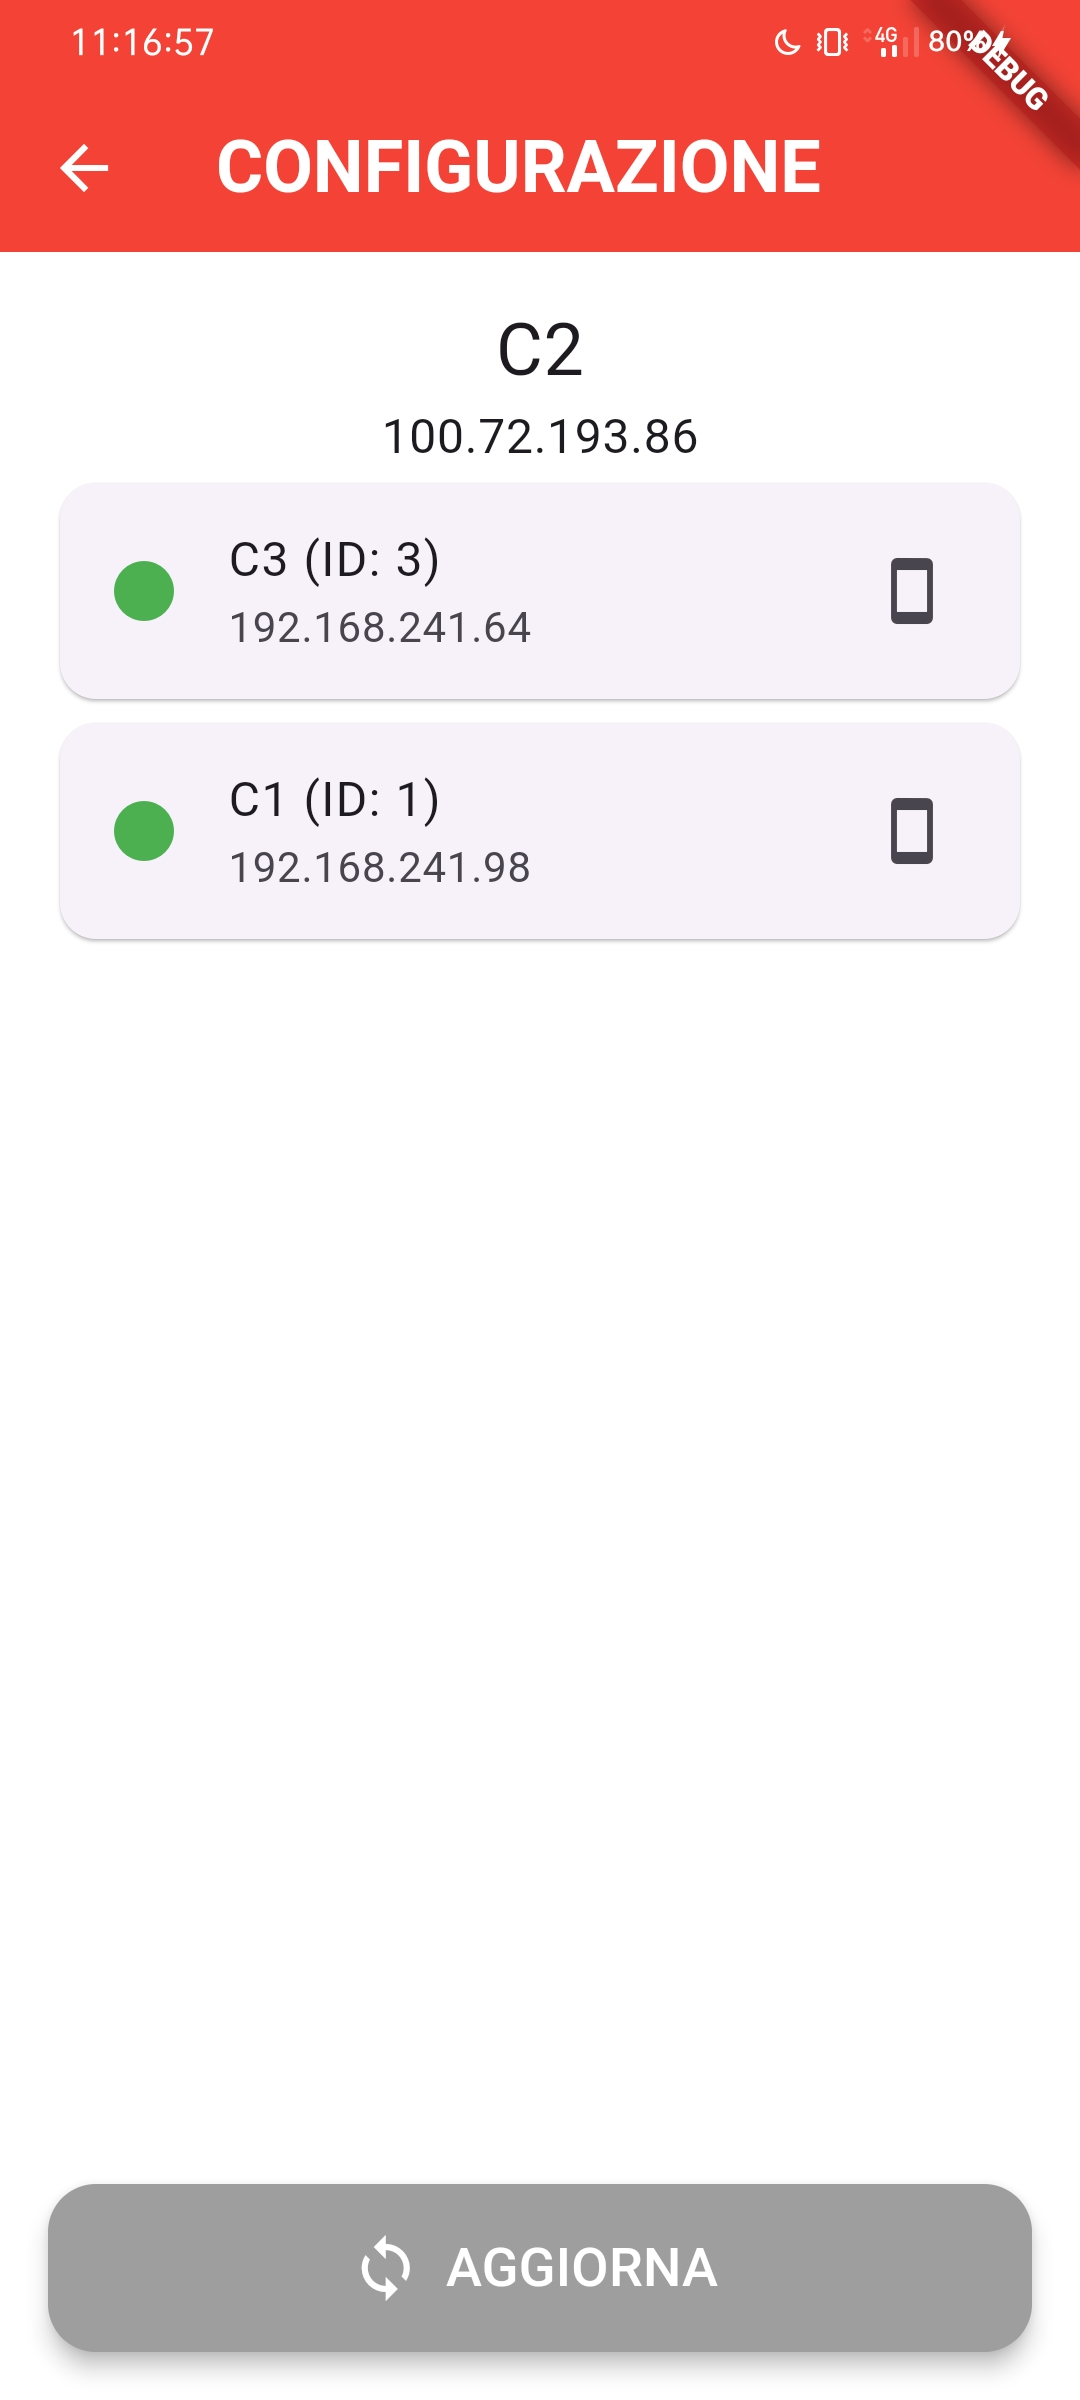 11:16:57
4G 80%
DEBUG
CONFIGURAZIONE
C2
100.72.193.86
C3 (ID: 3)
192.168.241.64
C1 (ID: 1)
192.168.241.98
AGGIORNA